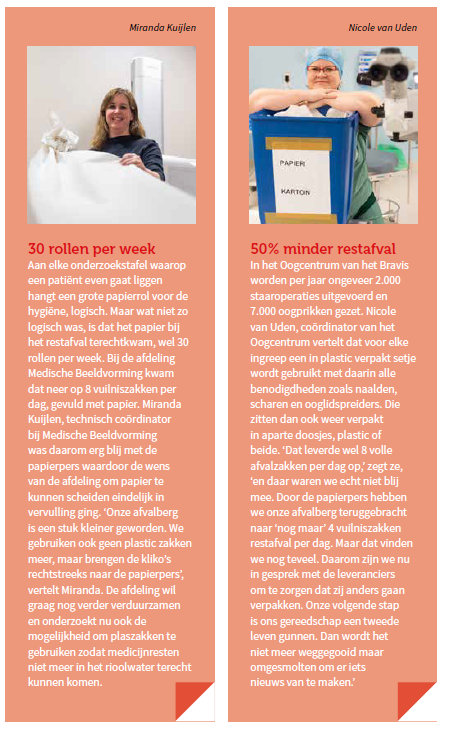 Miranda Kuijlen
30 rollen per week
Aan elke onderzoekstafel waarop
een patiënt even gaat liggen
hangt een grote papierrol voor de
hygiëne, logisch. Maar wat niet zo
logisch was, is dat het papier bij
het restafval terechtkwam, wel 30
rollen per week. Bij de afdeling
Medische Beeldvorming kwam
dat neer op 8 vuilniszakken per
dag, gevuld met papier. Miranda
Kuijlen, technisch coördinator
bij Medische Beeldvorming
was daarom erg blij met de
papierpers waardoor de wens
van de afdeling om papier te
kunnen scheiden eindelijk in
vervulling ging. ‘Onze afvalberg
is een stuk kleiner geworden. We
gebruiken ook geen plastic zakken
meer, maar brengen de kliko’s
rechtstreeks naar de papierpers’,
vertelt Miranda. De afdeling wil
graag nog verder verduurzamen
en onderzoekt nu ook de
mogelijkheid om plaszakken te
gebruiken zodat medicijnresten
niet meer in het rioolwater terecht
kunnen komen.
Nicole van Uden
PAPIER
KARTON
50% minder restafval
In het Oogcentrum van het Bravis
worden per jaar ongeveer 2.000
staaroperaties uitgevoerd en
7.000 oogprikken gezet. Nicole
van Uden, coördinator van het
Oogcentrum vertelt dat voor elke
ingreep een in plastic verpakt setje
wordt gebruikt met daarin alle
benodigdheden zoals naalden,
scharen en ooglidspreiders. Die
zitten dan ook weer verpakt
in aparte doosjes, plastic of
beide. ‘Dat leverde wel 8 volle
afvalzakken per dag op,’ zegt ze,
‘en daar waren we echt niet blij
mee. Door de papierpers hebben
we onze afvalberg teruggebracht
naar ‘nog maar’ 4 vuilniszakken
restafval per dag. Maar dat vinden
we nog teveel. Daarom zijn we nu
in gesprek met de leveranciers
om te zorgen dat zij anders gaan
verpakken. Onze volgende stap
is ons gereedschap een tweede
leven gunnen. Dan wordt het
niet meer weggegooid maar
omgesmolten om er iets
nieuws van te maken.’